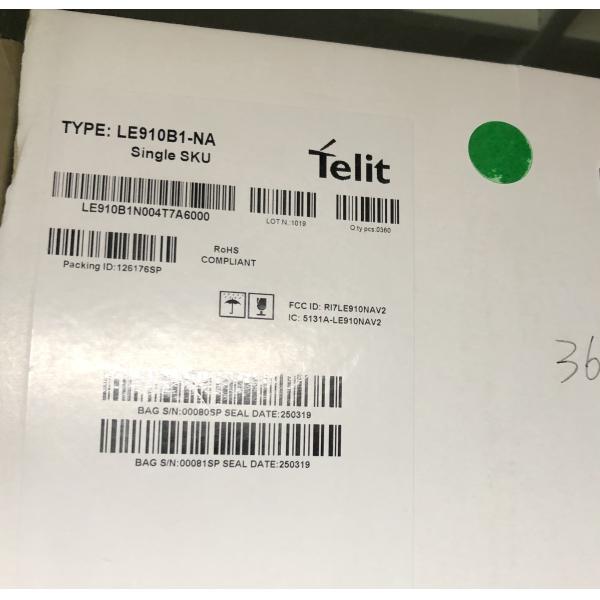 TYPE: LE910B1-NA
Single SKU
Telit
LE910B1N004T7A6000
LOT N.:1019
Q.ty pcs:0360
Packing ID:126176SP
RoHS
COMPLIANT
FCC ID: RI7LE910NAV2
IC: 5131A-LE910NAV2
36
BAG S/N:00080SP SEAL DATE:250319
BAG S/N:00081SP SEAL DATE:250319